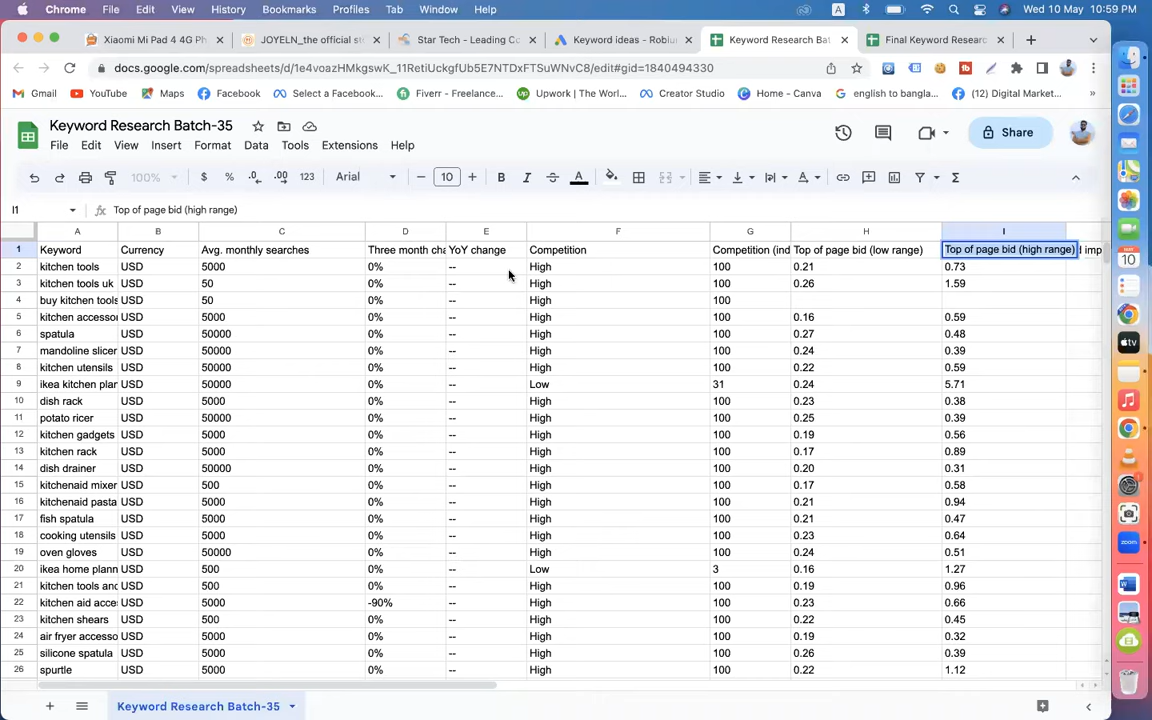 Chrome File Edit View History Bookmarks Profiles Tab Window Help A Wed 10 May 10:59 PM
Xiaomi Mi Pad 4 4G Ph JOYELN_the official st Star Tech - Leading Co Keyword ideas - Robiu Keyword Research Bat Final Keyword Researc
docs.google.com/spreadsheets/d/1e4voazHMkgswK_11RetUckgfUb5E7NTDxFTSuWNvC8/edit#gid=1840494330
Gmail YouTube Maps Facebook Select a Facebook... Fiverr - Freelance... Upwork | The Worl... Creator Studio Home - Canva english to bangla... (12) Digital Market... »
Keyword Research Batch-35
Share
File Edit View Insert Format Data Tools Extensions Help
100% $ % .0 .00 123 Arial 10 B I A
I1 fx Top of page bid (high range)
A B C D E F G H I
1 Keyword Currency Avg. monthly searches Three month cha YoY change Competition Competition (ind Top of page bid (low range) Top of page bid (high range) d imp
2 kitchen tools USD 5000 0% -- High 100 0.21 0.73
3 kitchen tools uk USD 50 0% -- High 100 0.26 1.59
4 buy kitchen tools USD 50 0% -- High 100
5 kitchen accessor USD 5000 0% -- High 100 0.16 0.59
6 spatula USD 50000 0% -- High 100 0.27 0.48
7 mandoline slicer USD 50000 0% -- High 100 0.24 0.39
8 kitchen utensils USD 50000 0% -- High 100 0.22 0.59
9 ikea kitchen plan USD 50000 0% -- Low 31 0.24 5.71
10 dish rack USD 5000 0% -- High 100 0.23 0.38
11 potato ricer USD 50000 0% -- High 100 0.25 0.39
12 kitchen gadgets USD 5000 0% -- High 100 0.19 0.56
13 kitchen rack USD 5000 0% -- High 100 0.17 0.89
14 dish drainer USD 50000 0% -- High 100 0.20 0.31
15 kitchenaid mixer USD 500 0% -- High 100 0.17 0.58
16 kitchenaid pasta USD 5000 0% -- High 100 0.21 0.94
17 fish spatula USD 5000 0% -- High 100 0.21 0.47
18 cooking utensils USD 5000 0% -- High 100 0.23 0.64
19 oven gloves USD 50000 0% -- High 100 0.24 0.51
20 ikea home plann USD 500 0% -- Low 3 0.16 1.27
21 kitchen tools and USD 500 0% -- High 100 0.19 0.96
22 kitchen aid acce USD 5000 -90% -- High 100 0.23 0.66
23 kitchen shears USD 500 0% -- High 100 0.22 0.45
24 air fryer accesso USD 5000 0% -- High 100 0.19 0.32
25 silicone spatula USD 5000 0% -- High 100 0.26 0.39
26 spurtle USD 5000 0% -- High 100 0.22 1.12
Keyword Research Batch-35